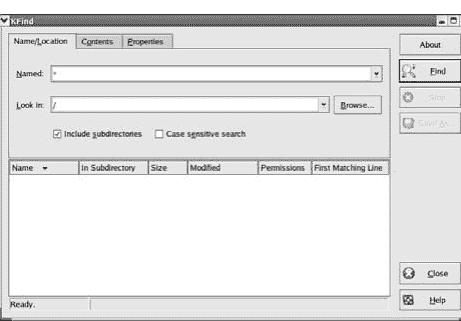 XFind
Name/Location Contents Properties
About
Named: *
Find
Look in: /
Browse...
Stop
Include subdirectories Case sensitive search
Save As...
Name In Subdirectory Size Modified Permissions First Matching Line
Close
Help
Ready.